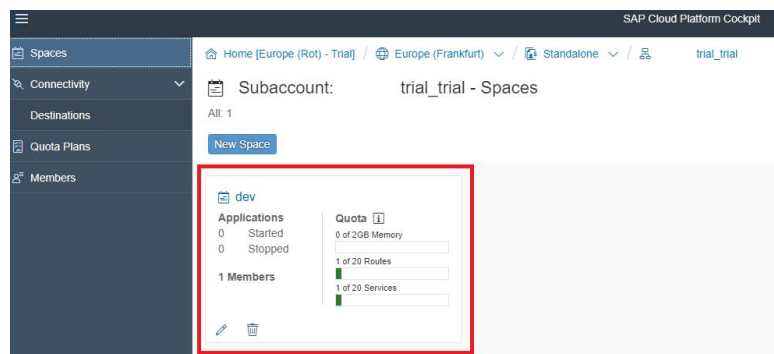 SAP Cloud Platform Cockpit
Spaces
Connectivity
Destinations
Quota Plans
Members
Home [Europe (Rot) - Trial] / Europe (Frankfurt) / Standalone / trial_trial
Subaccount: trial_trial - Spaces
All: 1
New Space
dev
Applications
0 Started
0 Stopped
1 Members
Quota i
0 of 2GB Memory
1 of 20 Routes
1 of 20 Services